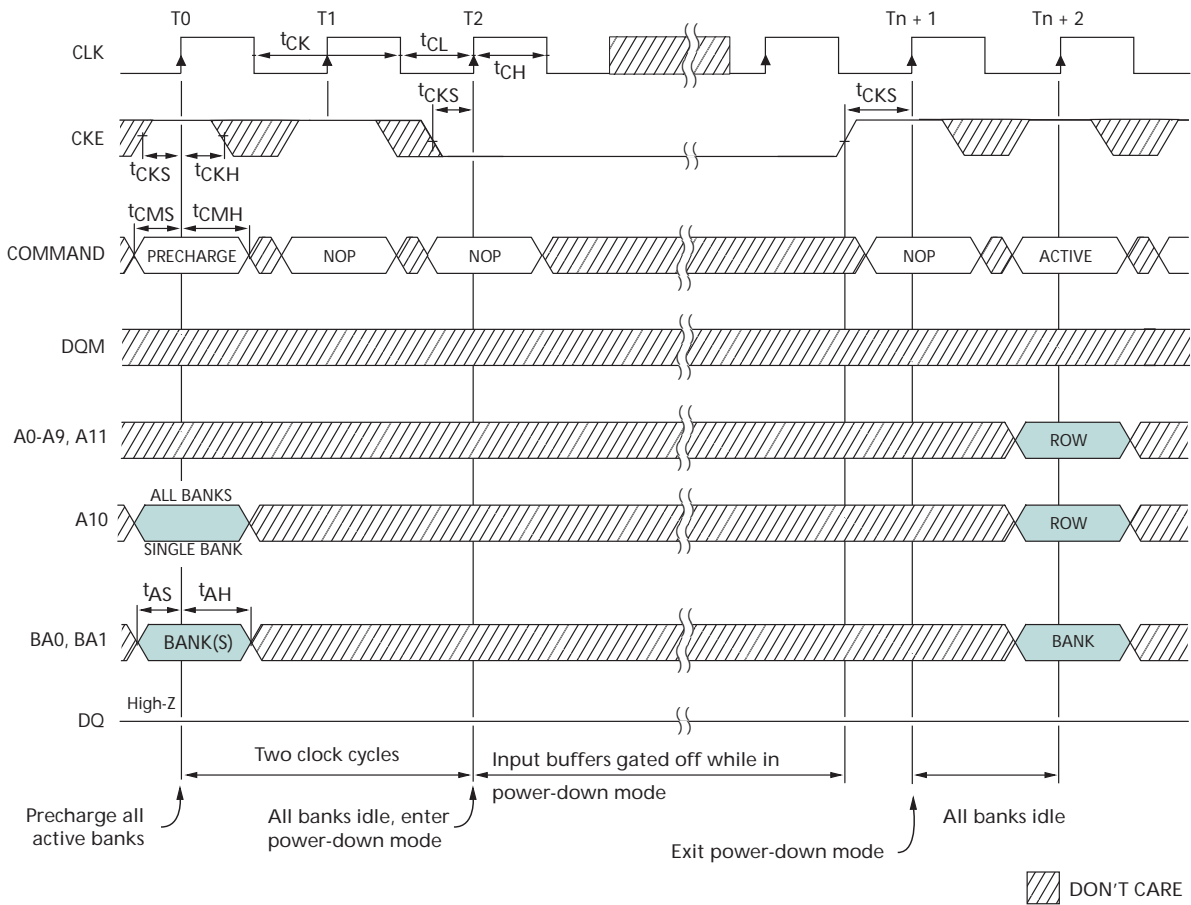 T0 T1 T2 Tn + 1 Tn + 2
CLK tCK tCL tCH
tCKS tCKS
CKE
tCKS tCKH
tCMS tCMH
COMMAND PRECHARGE NOP NOP NOP ACTIVE
DQM
A0-A9, A11 ROW
ALL BANKS
A10 ROW
SINGLE BANK
tAS tAH
BA0, BA1 BANK(S) BANK
High-Z
DQ
Two clock cycles
Input buffers gated off while in
power-down mode
Precharge all
active banks
All banks idle, enter
power-down mode
Exit power-down mode
All banks idle
DON'T CARE